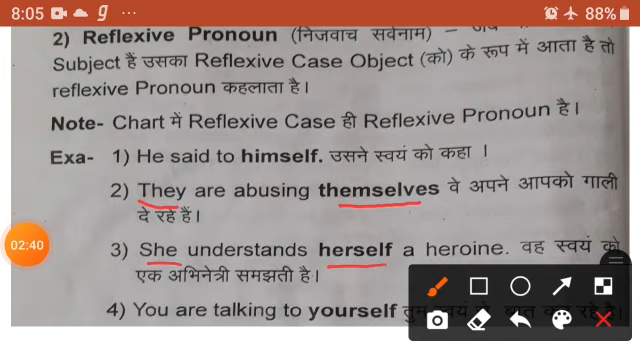 8:05 g ... 88%
2) Reflexive Pronoun (निजवाच सर्वनाम) –
Subject हैं उसका Reflexive Case Object (को) के रूप में आता है तो
reflexive Pronoun कहलाता है।
Note- Chart में Reflexive Case ही Reflexive Pronoun है।
Exa- 1) He said to himself. उसने स्वयं को कहा ।
2) They are abusing themselves वे अपने आपको गाली
दे रहे हैं।
02:40
3) She understands herself a heroine. वह स्वयं को
एक अभिनेत्री समझती है।
4) You are talking to yourself तुम